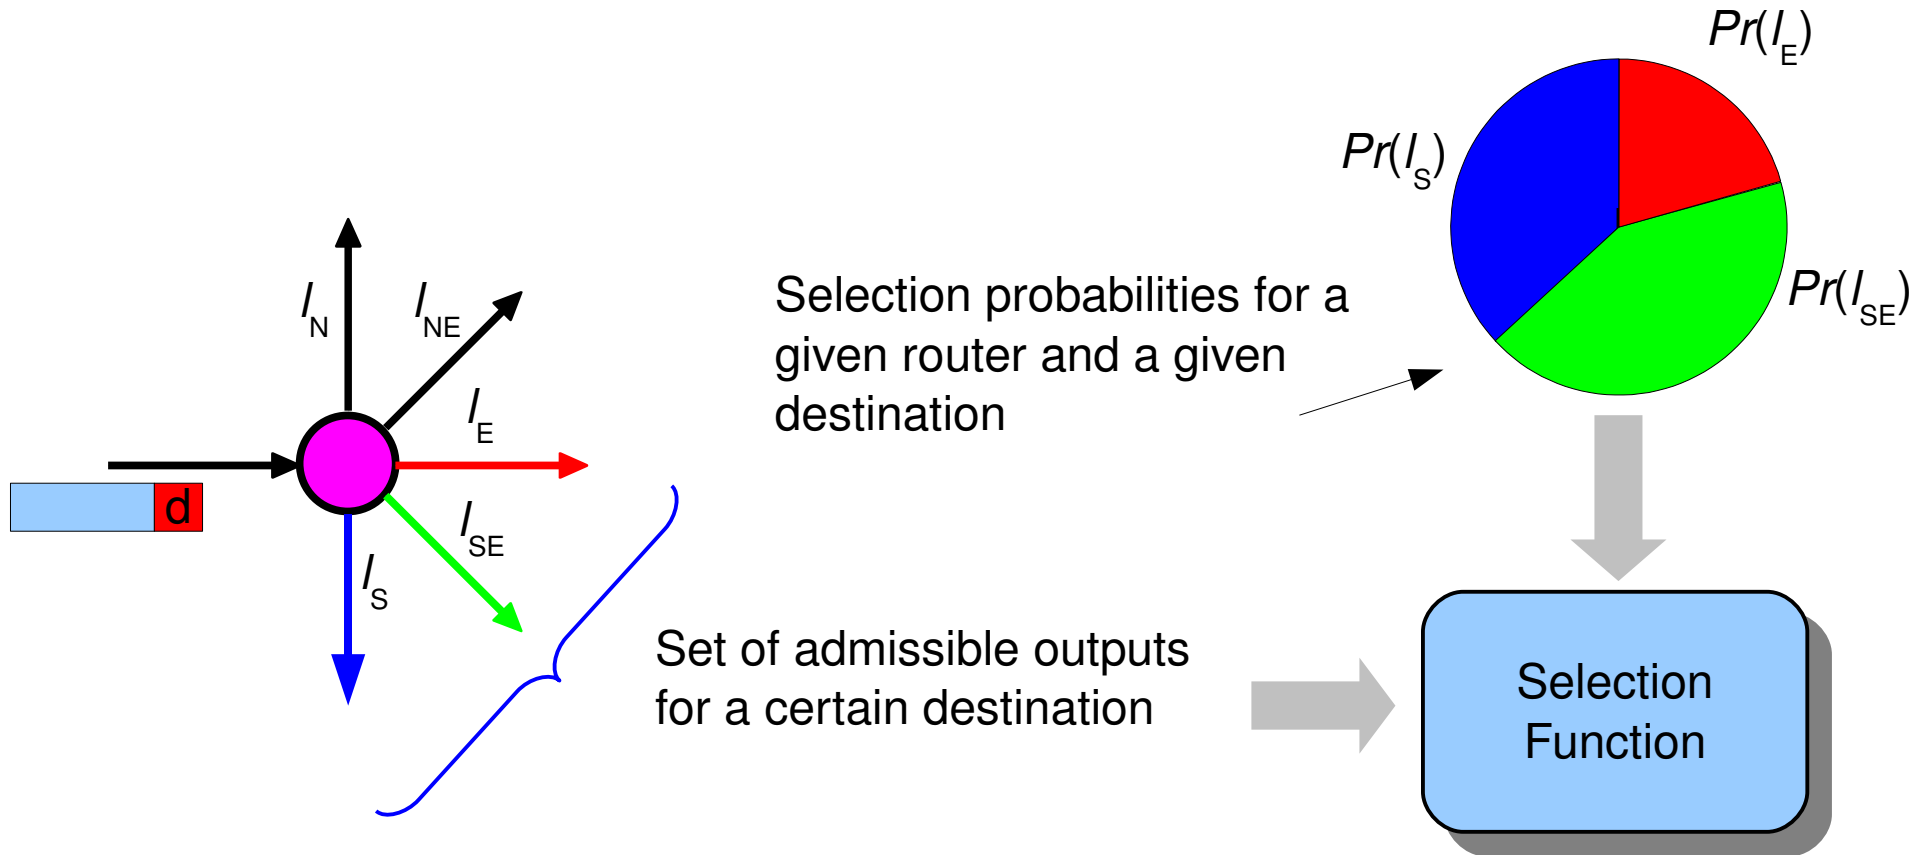 Pr(l_E)
Pr(l_S)
Pr(l_SE)
l_N
l_NE
l_E
l_SE
l_S
d
Selection probabilities for a
given router and a given
destination
Set of admissible outputs
for a certain destination
Selection
Function